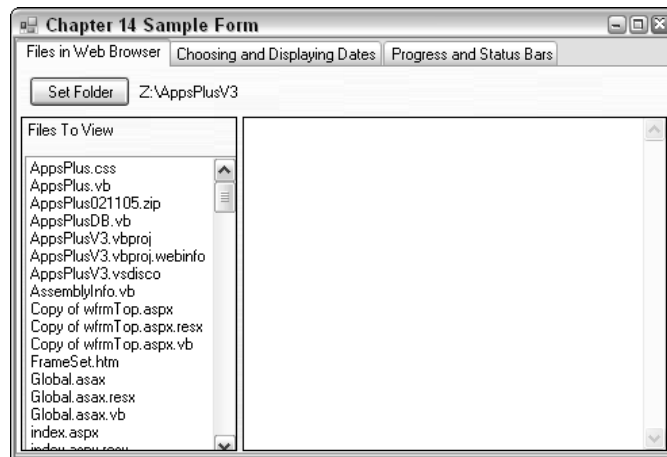 Chapter 14 Sample Form
Files in Web Browser
Choosing and Displaying Dates
Progress and Status Bars
Set Folder
Z:\AppsPlusV3
Files To View
AppsPlus.css
AppsPlus.vb
AppsPlus021105.zip
AppsPlusDB.vb
AppsPlusV3.vbproj
AppsPlusV3.vbproj.webinfo
AppsPlusV3.vsdisco
AssemblyInfo.vb
Copy of wfrmTop.aspx
Copy of wfrmTop.aspx.resx
Copy of wfrmTop.aspx.vb
FrameSet.htm
Global.asax
Global.asax.resx
Global.asax.vb
index.aspx
index.aspx.resx